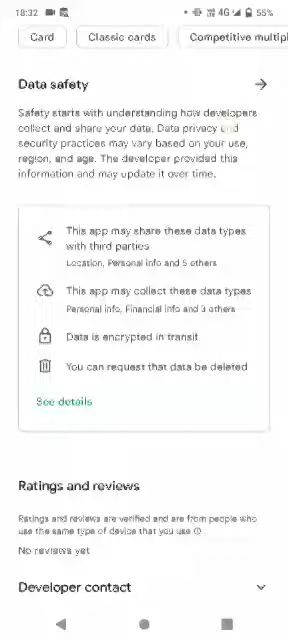 18:32 4G 55%
Card Classic cards Competitive multipl
Data safety
Safety starts with understanding how developers
collect and share your data. Data privacy and
security practices may vary based on your use,
region, and age. The developer provided this
information and may update it over time.
This app may share these data types
with third parties
Location, Personal info and 5 others
This app may collect these data types
Personal info, Financial info and 3 others
Data is encrypted in transit
You can request that data be deleted
See details
Ratings and reviews
Ratings and reviews are verified and are from people who
use the same type of device that you use
No reviews yet
Developer contact